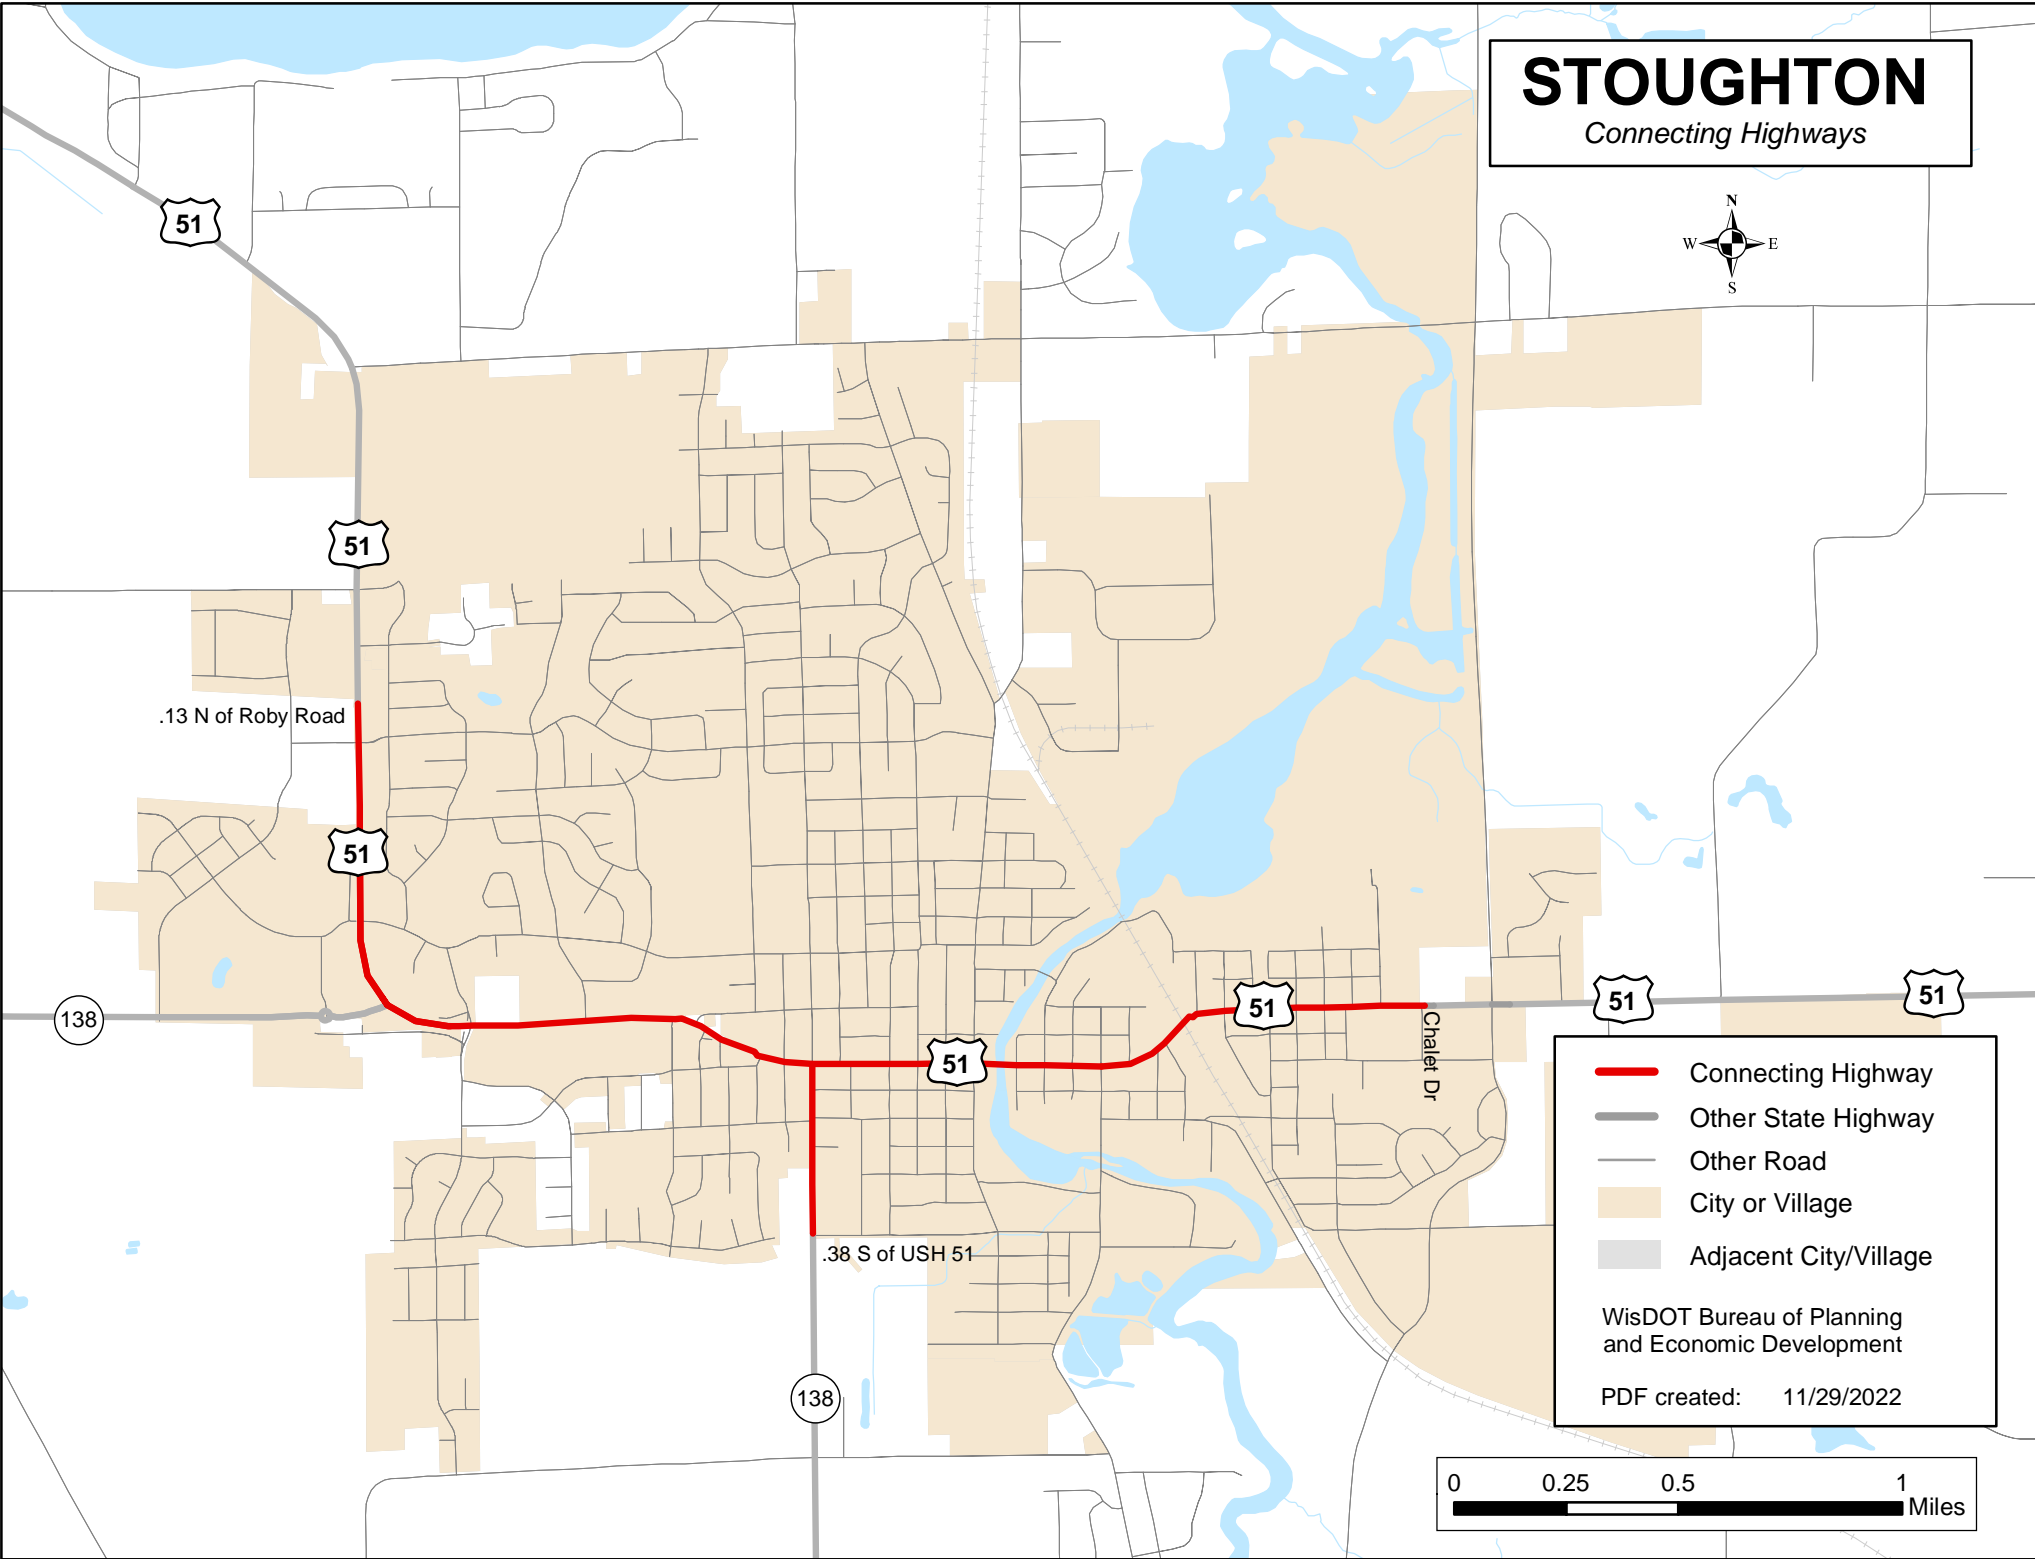 STOUGHTON
Connecting Highways
N
W E
S
51
51
.13 N of Roby Road
51
138
51
51
51
51
Chalet Dr
.38 S of USH 51
138
Connecting Highway
Other State Highway
Other Road
City or Village
Adjacent City/Village
WisDOT Bureau of Planning
and Economic Development
PDF created: 11/29/2022
0 0.25 0.5 1
Miles